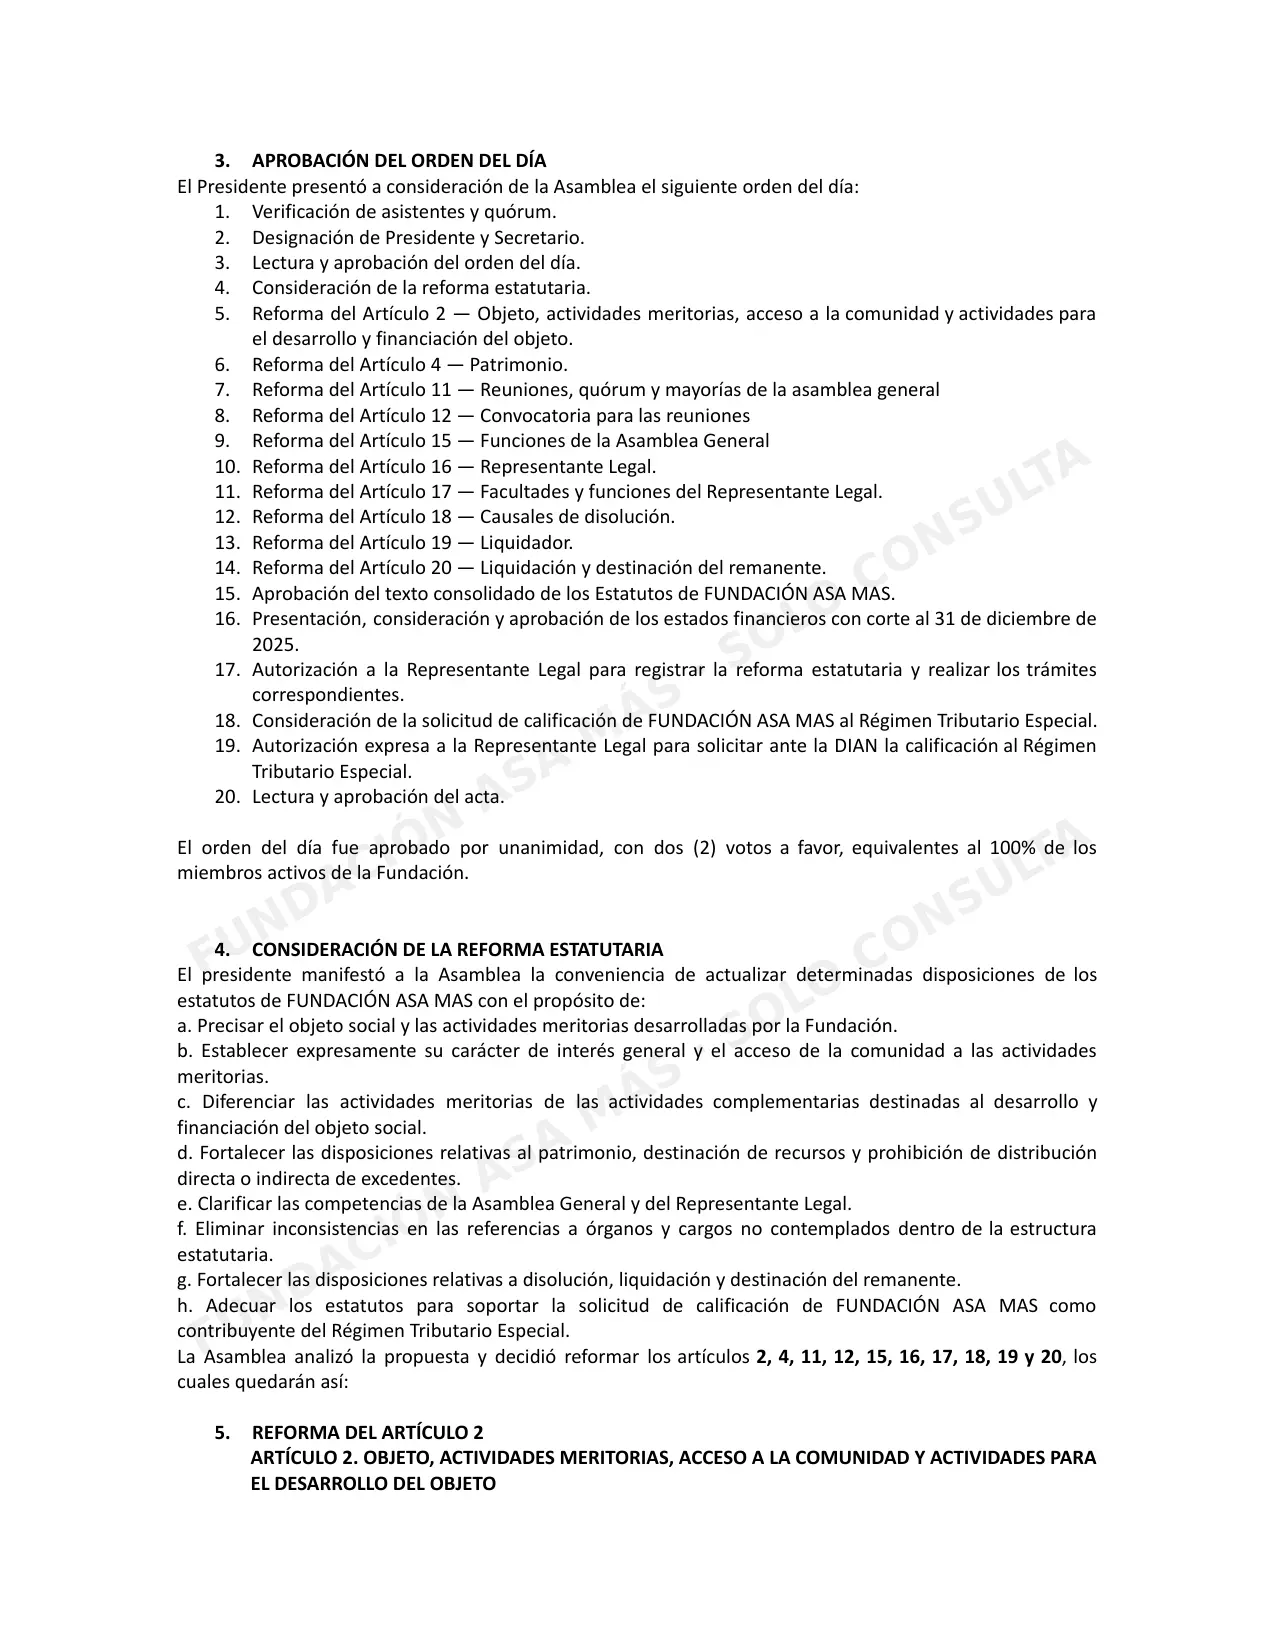 3. APROBACIÓN DEL ORDEN DEL DÍA
El Presidente presentó a consideración de la Asamblea el siguiente orden del día:
1. Verificación de asistentes y quórum.
2. Designación de Presidente y Secretario.
3. Lectura y aprobación del orden del día.
4. Consideración de la reforma estatutaria.
5. Reforma del Artículo 2 — Objeto, actividades meritorias, acceso a la comunidad y actividades para
el desarrollo y financiación del objeto.
6. Reforma del Artículo 4 — Patrimonio.
7. Reforma del Artículo 11 — Reuniones, quórum y mayorías de la asamblea general
8. Reforma del Artículo 12 — Convocatoria para las reuniones
9. Reforma del Artículo 15 — Funciones de la Asamblea General
10. Reforma del Artículo 16 — Representante Legal.
11. Reforma del Artículo 17 — Facultades y funciones del Representante Legal.
12. Reforma del Artículo 18 — Causales de disolución.
13. Reforma del Artículo 19 — Liquidador.
14. Reforma del Artículo 20 — Liquidación y destinación del remanente.
15. Aprobación del texto consolidado de los Estatutos de FUNDACIÓN ASA MAS.
16. Presentación, consideración y aprobación de los estados financieros con corte al 31 de diciembre de
2025.
17. Autorización a la Representante Legal para registrar la reforma estatutaria y realizar los trámites
correspondientes.
18. Consideración de la solicitud de calificación de FUNDACIÓN ASA MAS al Régimen Tributario Especial.
19. Autorización expresa a la Representante Legal para solicitar ante la DIAN la calificación al Régimen
Tributario Especial.
20. Lectura y aprobación del acta.
El orden del día fue aprobado por unanimidad, con dos (2) votos a favor, equivalentes al 100% de los
miembros activos de la Fundación.
FUNDACIÓN ASA MÁS - SOLO CONSULTA
4. CONSIDERACIÓN DE LA REFORMA ESTATUTARIA
El presidente manifestó a la Asamblea la conveniencia de actualizar determinadas disposiciones de los
estatutos de FUNDACIÓN ASA MAS con el propósito de:
a. Precisar el objeto social y las actividades meritorias desarrolladas por la Fundación.
b. Establecer expresamente su carácter de interés general y el acceso de la comunidad a las actividades
meritorias.
c. Diferenciar las actividades meritorias de las actividades complementarias destinadas al desarrollo y
financiación del objeto social.
d. Fortalecer las disposiciones relativas al patrimonio, destinación de recursos y prohibición de distribución
directa o indirecta de excedentes.
e. Clarificar las competencias de la Asamblea General y del Representante Legal.
f. Eliminar inconsistencias en las referencias a órganos y cargos no contemplados dentro de la estructura
estatutaria.
g. Fortalecer las disposiciones relativas a disolución, liquidación y destinación del remanente.
h. Adecuar los estatutos para soportar la solicitud de calificación de FUNDACIÓN ASA MAS como
contribuyente del Régimen Tributario Especial.
La Asamblea analizó la propuesta y decidió reformar los artículos 2, 4, 11, 12, 15, 16, 17, 18, 19 y 20, los
cuales quedarán así:
FUNDACIÓN ASA MÁS - SOLO CONSULTA
5. REFORMA DEL ARTÍCULO 2
ARTÍCULO 2. OBJETO, ACTIVIDADES MERITORIAS, ACCESO A LA COMUNIDAD Y ACTIVIDADES PARA
EL DESARROLLO DEL OBJETO